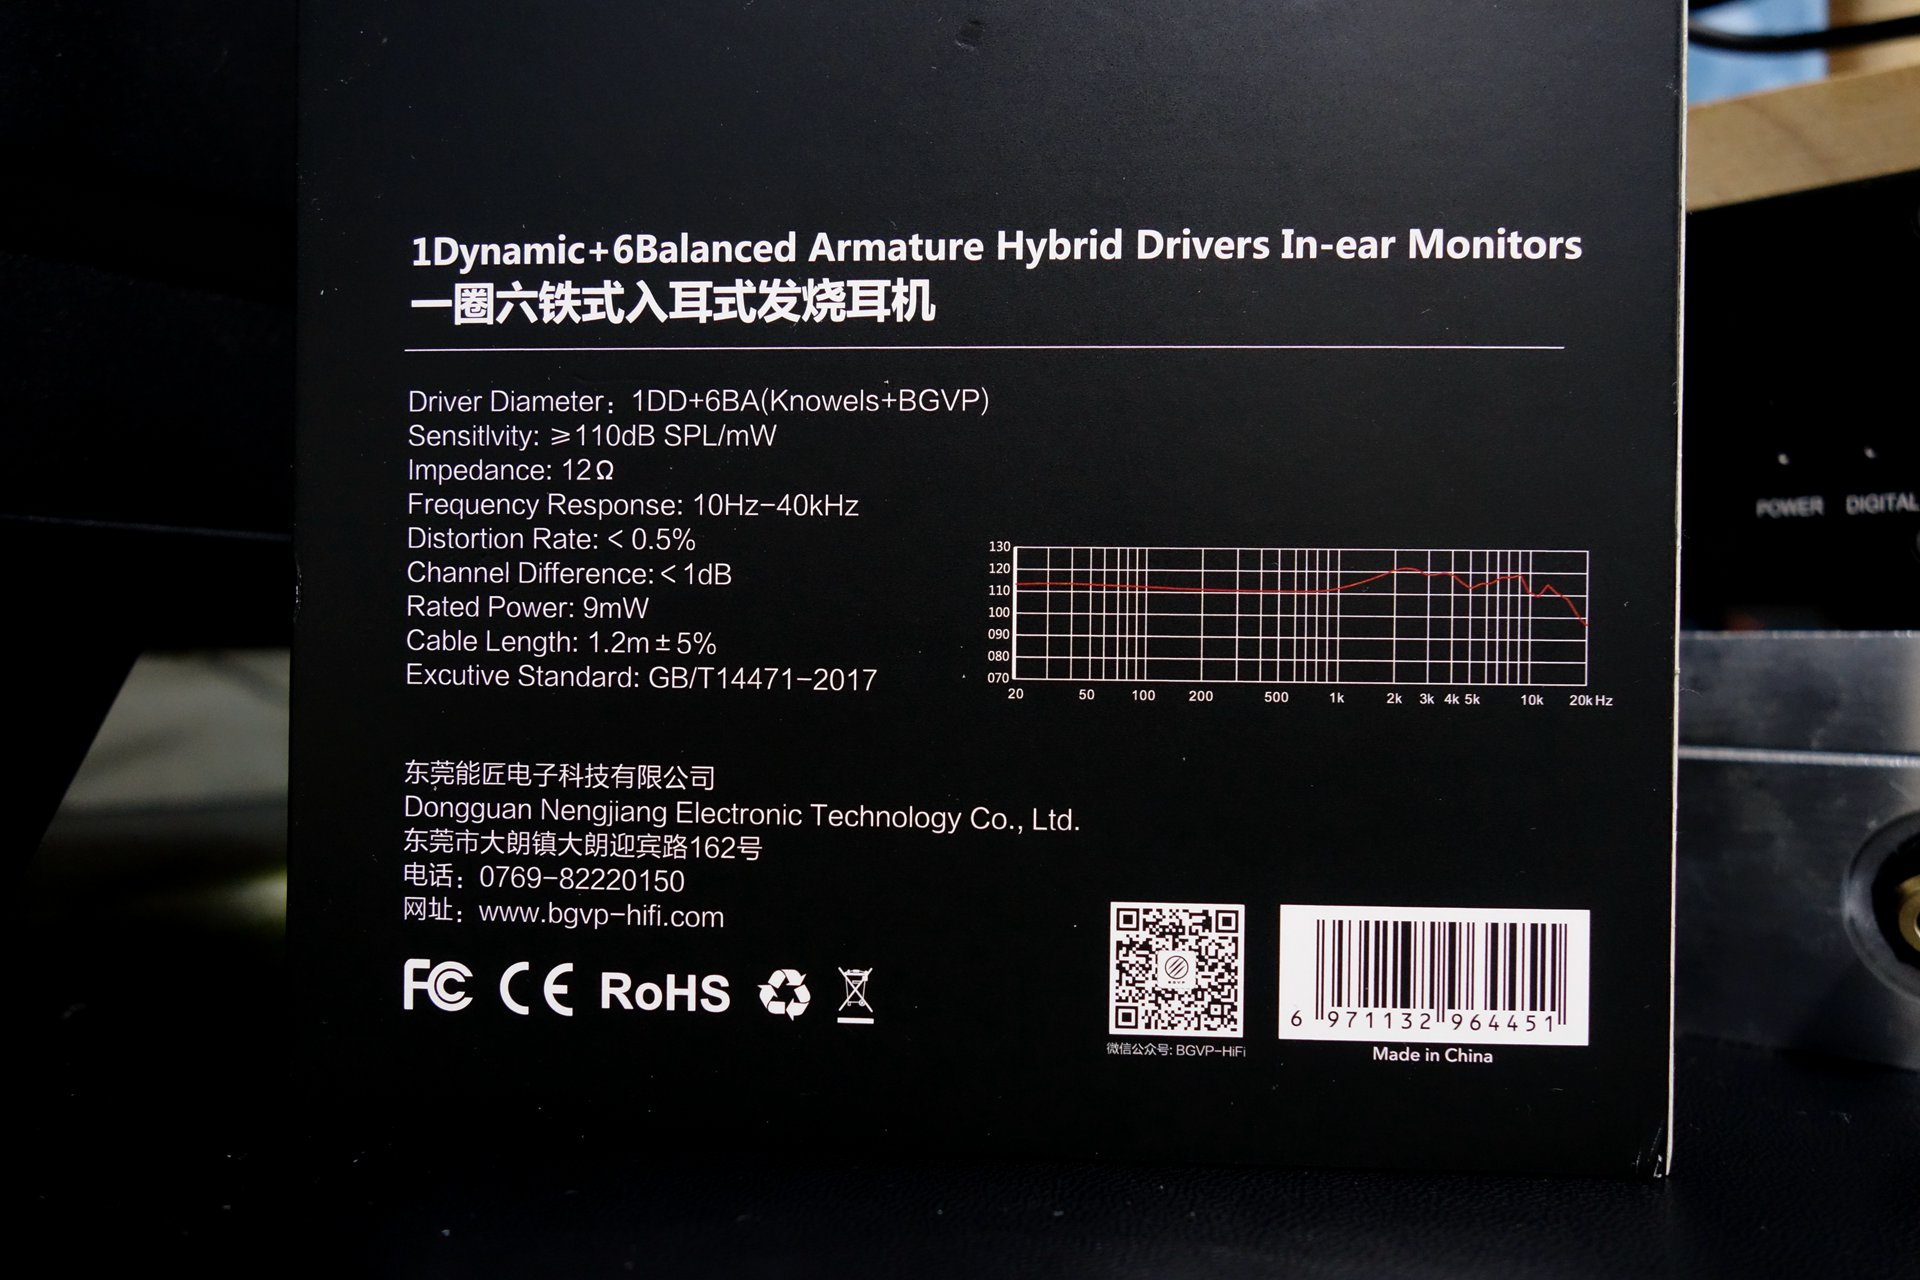 1Dynamic+6Balanced Armature Hybrid Drivers In-ear Monitors
一圈六铁式入耳式发烧耳机
Driver Diameter： 1DD+6BA(Knowels+BGVP)
Sensitlvity: ≥110dB SPL/mW
Impedance: 12Ω
Frequency Response: 10Hz-40kHz
Distortion Rate: < 0.5%
Channel Difference: < 1dB
Rated Power: 9mW
Cable Length: 1.2m ± 5%
Excutive Standard: GB/T14471-2017
130
120
110
100
090
080
070
20 50 100 200 500 1k 2k 3k 4k 5k 10k 20k Hz
东莞能匠电子科技有限公司
Dongguan Nengjiang Electronic Technology Co., Ltd.
东莞市大朗镇大朗迎宾路162号
电话：0769-82220150
网址：www.bgvp-hifi.com
FC CE RoHS
BGVP
微信公众号: BGVP-HiFi
6 971132 964451
Made in China
POWER DIGITAL